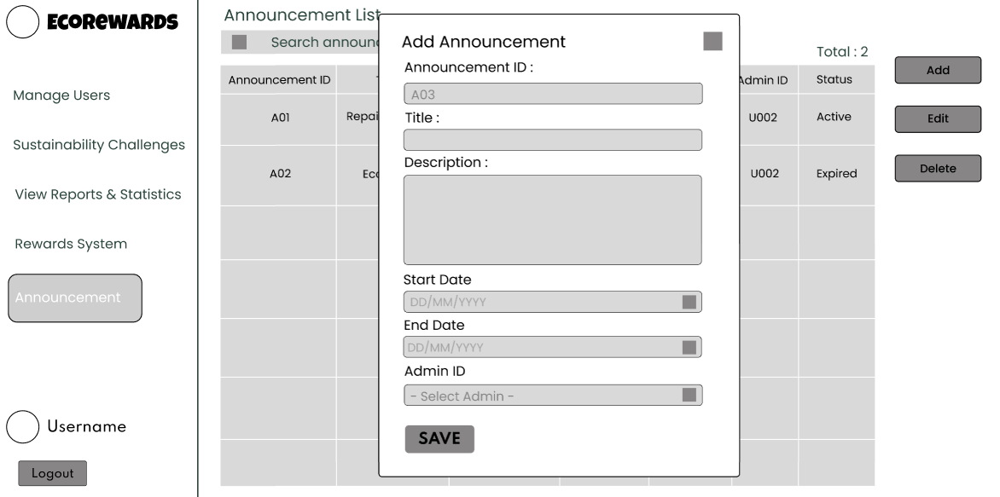 ECOREWARDS
Manage Users
Sustainability Challenges
View Reports & Statistics
Rewards System
Announcement
Username
Logout
Announcement List
Search announ
Total : 2
Announcement ID
T
Admin ID
Status
A01
Repai
U002
Active
A02
Eco
U002
Expired
Add
Edit
Delete
Add Announcement
Announcement ID :
A03
Title :
Description :
Start Date
DD/MM/YYYY
End Date
DD/MM/YYYY
Admin ID
- Select Admin -
SAVE